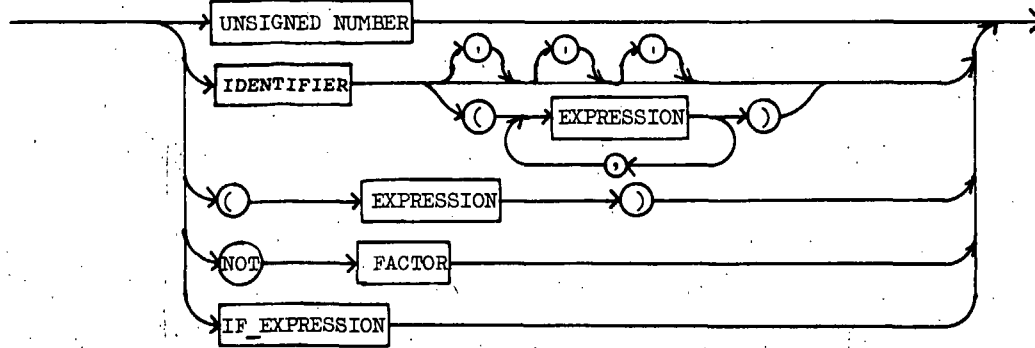 UNSIGNED NUMBER
' ' '
IDENTIFIER
( EXPRESSION )
,
( EXPRESSION )
NOT FACTOR
IF_EXPRESSION